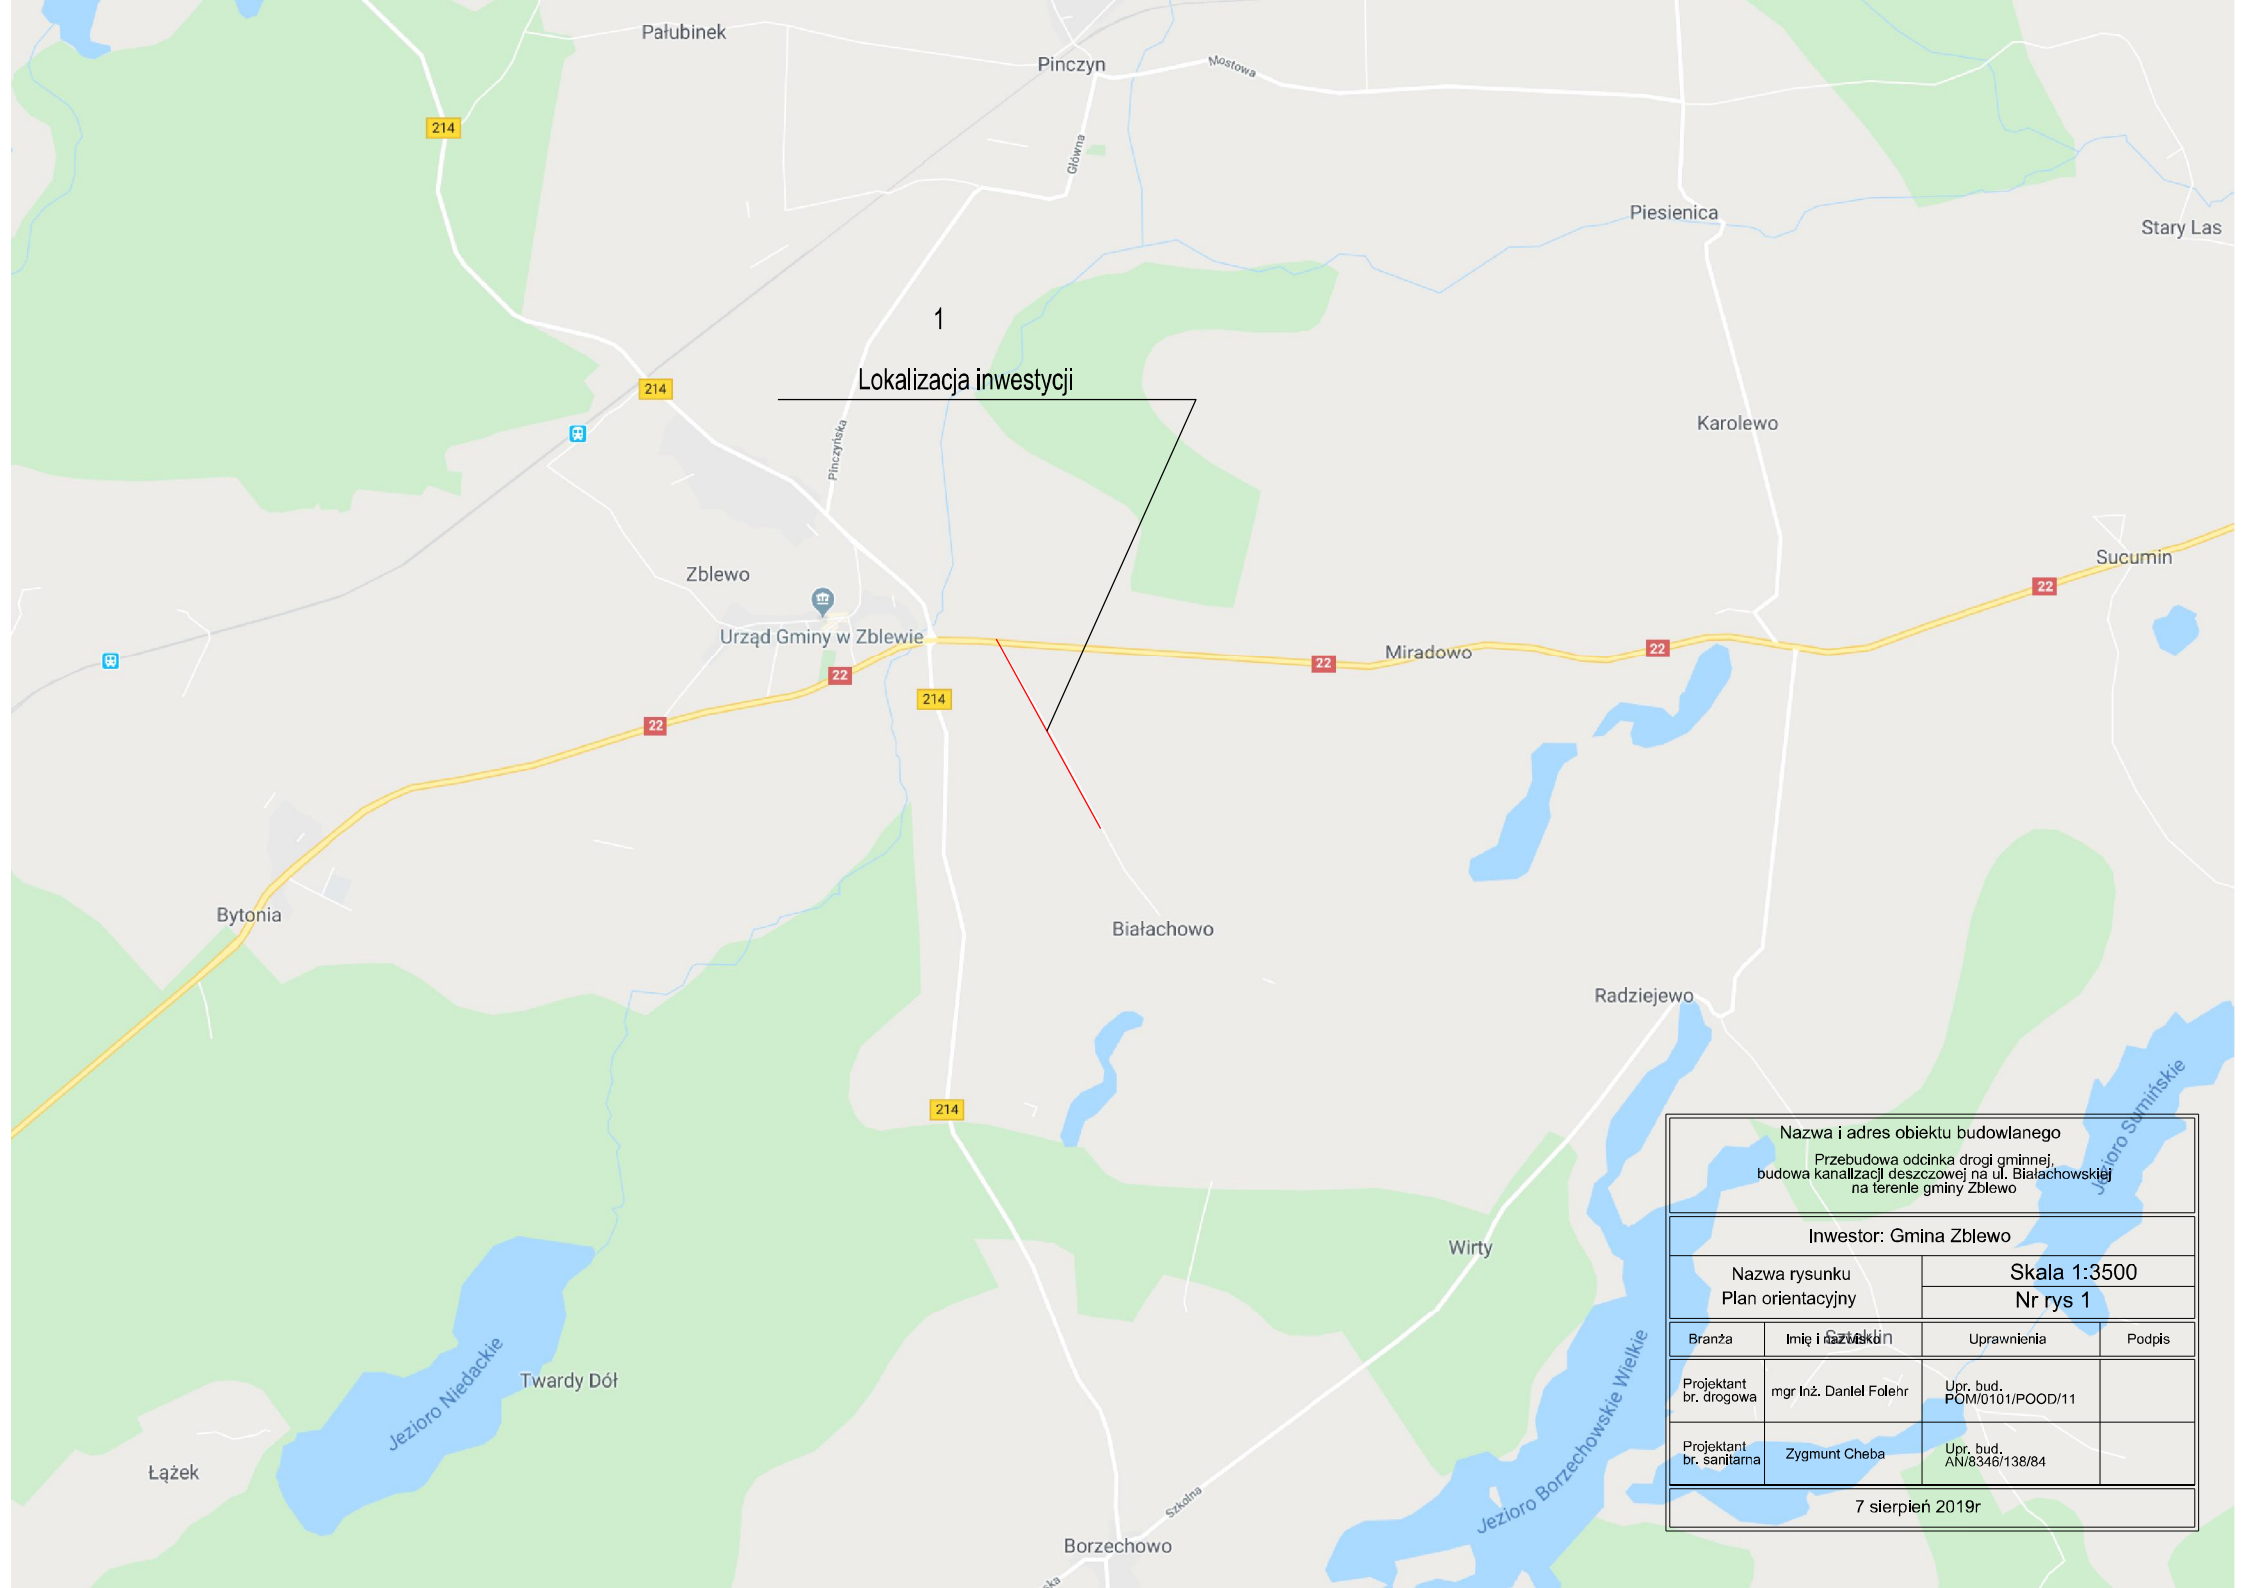 Pałubinek
Pinczyn
Mostowa
214
Główna
Piesienica
Stary Las
1
Lokalizacja inwestycji
214
Pinczyńska
Karolewo
Zblewo
Sucumin
22
Urząd Gminy w Zblewie
Miradowo
22
22
22
214
22
Bytonia
Białachowo
Radziejewo
214
Jezioro Sumińskie
Wirty
Jezioro Niedackie
Twardy Dół
Łążek
Jezioro Borzechowskie Wielkie
Szkolna
Borzechowo
ska
Szteklin
Nazwa i adres obiektu budowlanego
Przebudowa odcinka drogi gminnej,
budowa kanalizacji deszczowej na ul. Białachowskiej
na terenie gminy Zblewo
Inwestor: Gmina Zblewo
Nazwa rysunku
Plan orientacyjny
Skala 1:3500
Nr rys 1
Branża Imię i nazwisko Uprawnienia Podpis
Projektant
br. drogowa
mgr inż. Daniel Folehr
Upr. bud.
POM/0101/POOD/11
Projektant
br. sanitarna
Zygmunt Cheba
Upr. bud.
AN/8346/138/84
7 sierpień 2019r